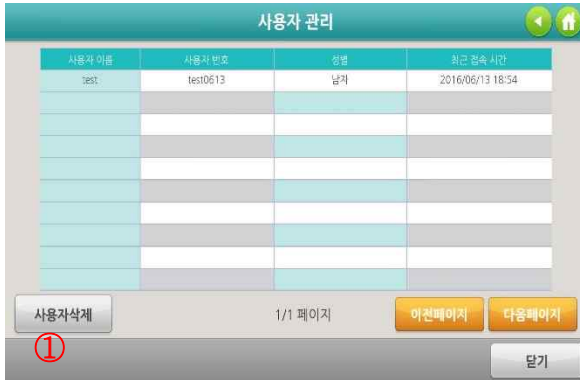 사용자 관리
사용자 이름 사용자 번호 성별 최근 접속 시간
test test0613 남자 2016/06/13 18:54
사용자삭제 1/1 페이지 이전페이지 다음페이지
①
닫기